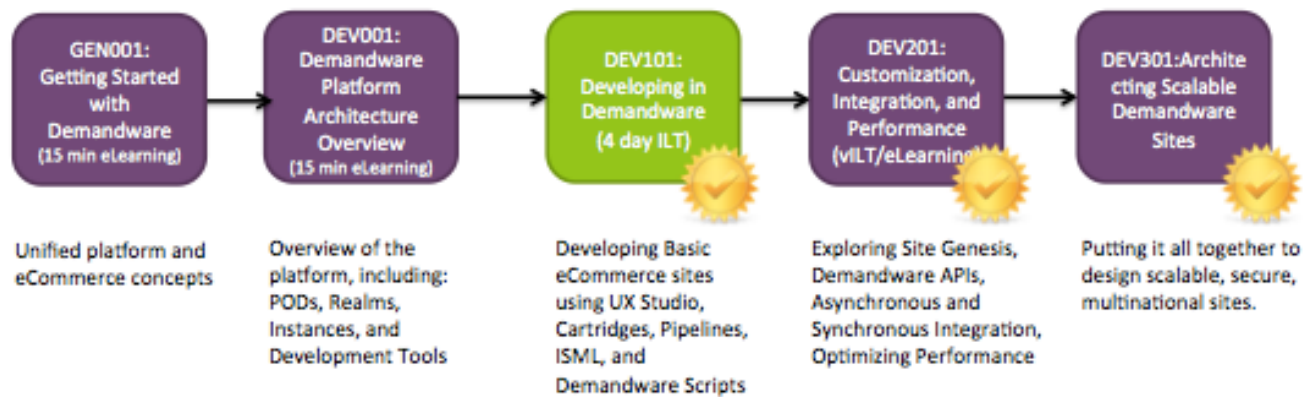 GEN001:
Getting Started
with
Demandware
(15 min eLearning)
DEV001:
Demandware
Platform
Architecture
Overview
(15 min eLearning)
DEV101:
Developing in
Demandware
(4 day ILT)
DEV201:
Customization,
Integration, and
Performance
(vILT/eLearning)
DEV301:Archite
cting Scalable
Demandware
Sites
Unified platform and
eCommerce concepts
Overview of the
platform, including:
PODs, Realms,
Instances, and
Development Tools
Developing Basic
eCommerce sites
using UX Studio,
Cartridges, Pipelines,
ISML, and
Demandware Scripts
Exploring Site Genesis,
Demandware APIs,
Asynchronous and
Synchronous Integration,
Optimizing Performance
Putting it all together to
design scalable, secure,
multinational sites.